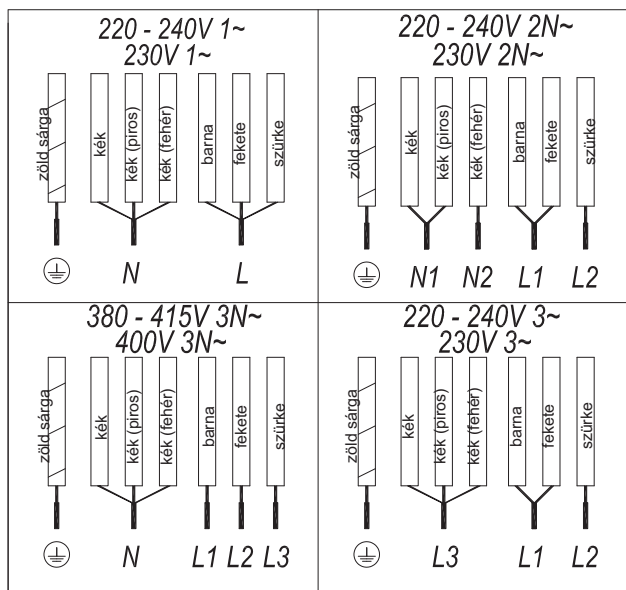 220 - 240V 1~
230V 1~
zöld sárga
kék
kék (piros)
kék (fehér)
barna
fekete
szürke
N L
220 - 240V 2N~
230V 2N~
zöld sárga
kék
kék (piros)
kék (fehér)
barna
fekete
szürke
N1 N2 L1 L2
380 - 415V 3N~
400V 3N~
zöld sárga
kék
kék (piros)
kék (fehér)
barna
fekete
szürke
N L1 L2 L3
220 - 240V 3~
230V 3~
zöld sárga
kék
kék (piros)
kék (fehér)
barna
fekete
szürke
L3 L1 L2